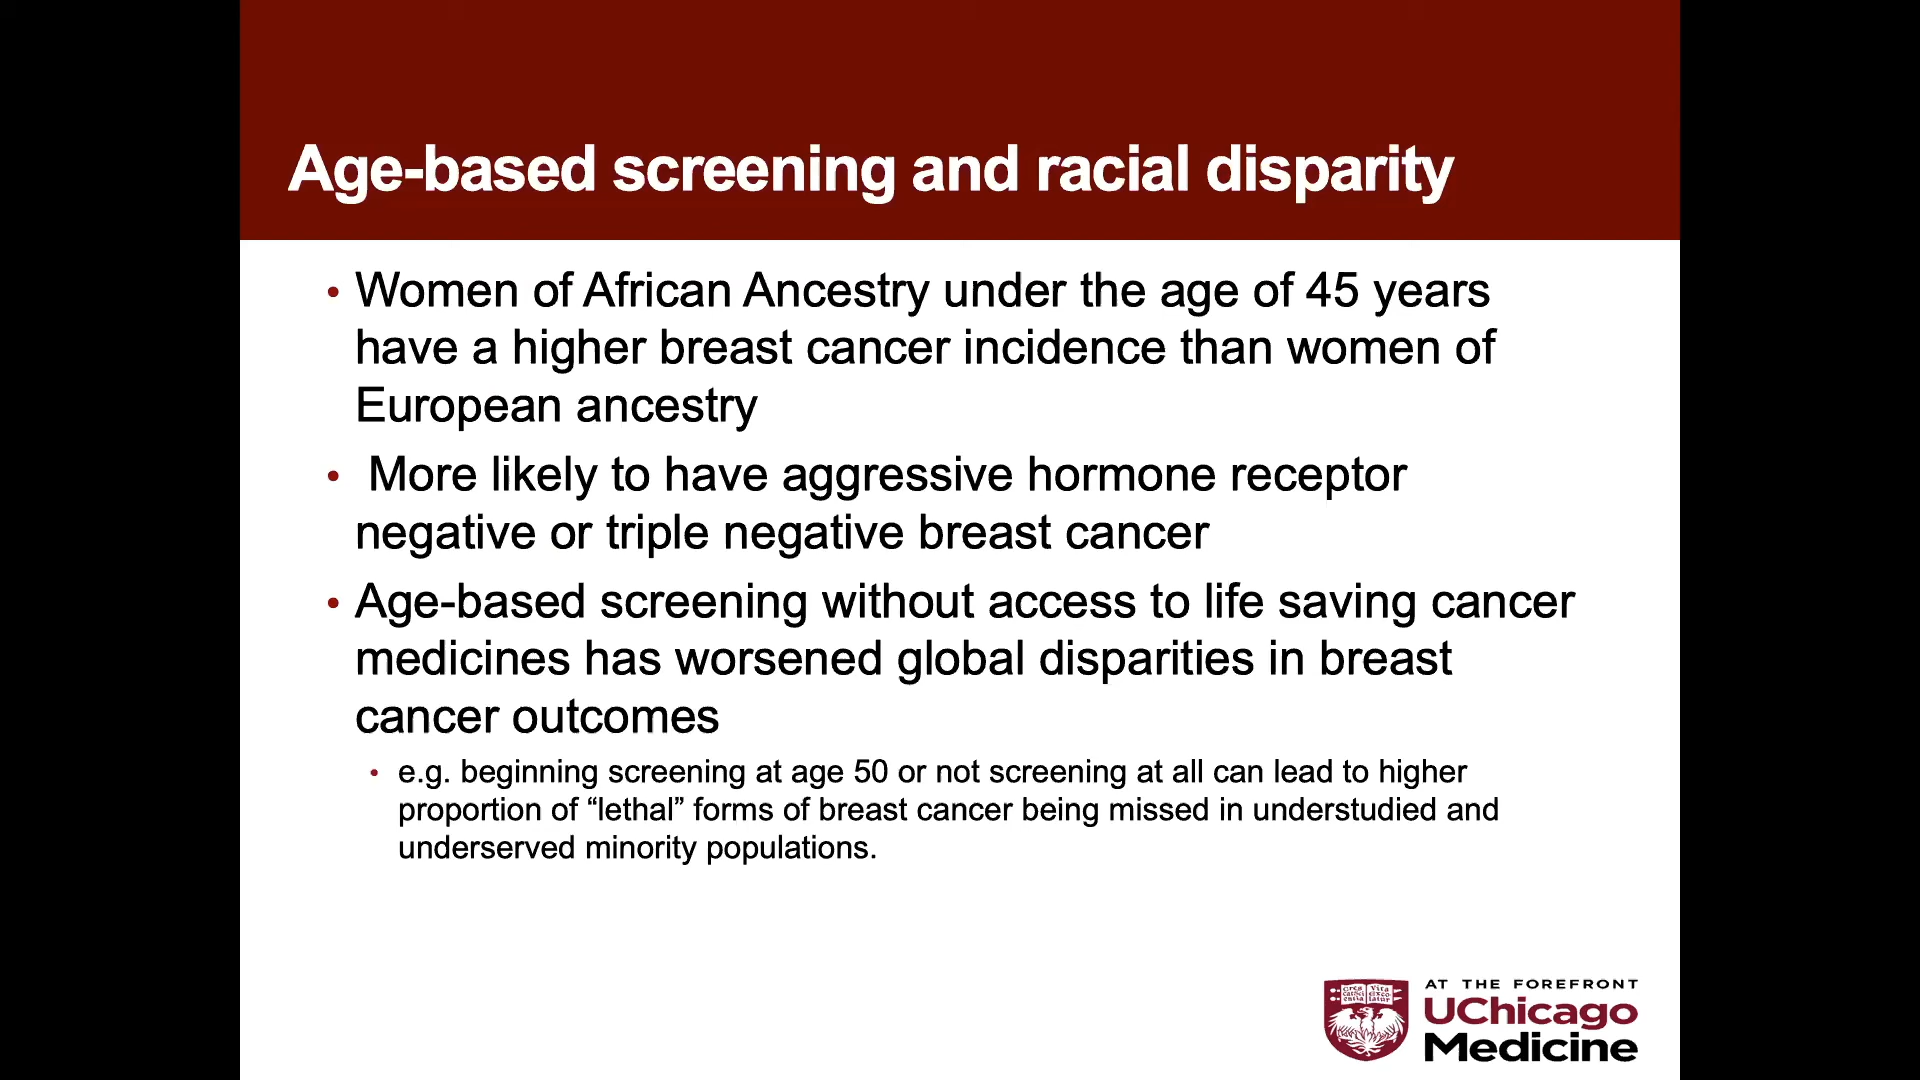 Age-based screening and racial disparity
• Women of African Ancestry under the age of 45 years
have a higher breast cancer incidence than women of
European ancestry
• More likely to have aggressive hormone receptor
negative or triple negative breast cancer
• Age-based screening without access to life saving cancer
medicines has worsened global disparities in breast
cancer outcomes
• e.g. beginning screening at age 50 or not screening at all can lead to higher
proportion of “lethal” forms of breast cancer being missed in understudied and
underserved minority populations.
AT THE FOREFRONT
UChicago
Medicine